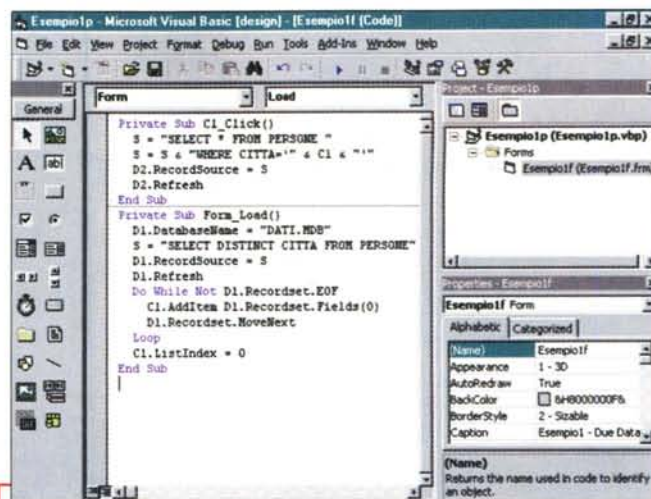 Esempio1p - Microsoft Visual Basic [design] - [Esempio1f (Code)]
File Edit View Project Format Debug Run Tools Add-Ins Window Help
General
Form
Load
Private Sub C1_Click()
S = "SELECT * FROM PERSONE "
S = S & "WHERE CITTA='" & C1 & "'"
D2.RecordSource = S
D2.Refresh
End Sub
Private Sub Form_Load()
D1.DatabaseName = "DATI.MDB"
S = "SELECT DISTINCT CITTA FROM PERSONE"
D1.RecordSource = S
D1.Refresh
Do While Not D1.Recordset.EOF
C1.AddItem D1.Recordset.Fields(0)
D1.Recordset.MoveNext
Loop
C1.ListIndex = 0
End Sub
Project - Esempio1p
Esempio1p (Esempio1p.vbp)
Forms
Esempio1f (Esempio1f.frm)
Properties - Esempio1f
Esempio1f Form
Alphabetic Categorized
(Name) Esempio1f
Appearance 1 - 3D
AutoRedraw True
BackColor &H8000000F&
BorderStyle 2 - Sizable
Caption Esempio1 - Due Data
(Name)
Returns the name used in code to identify
an object.